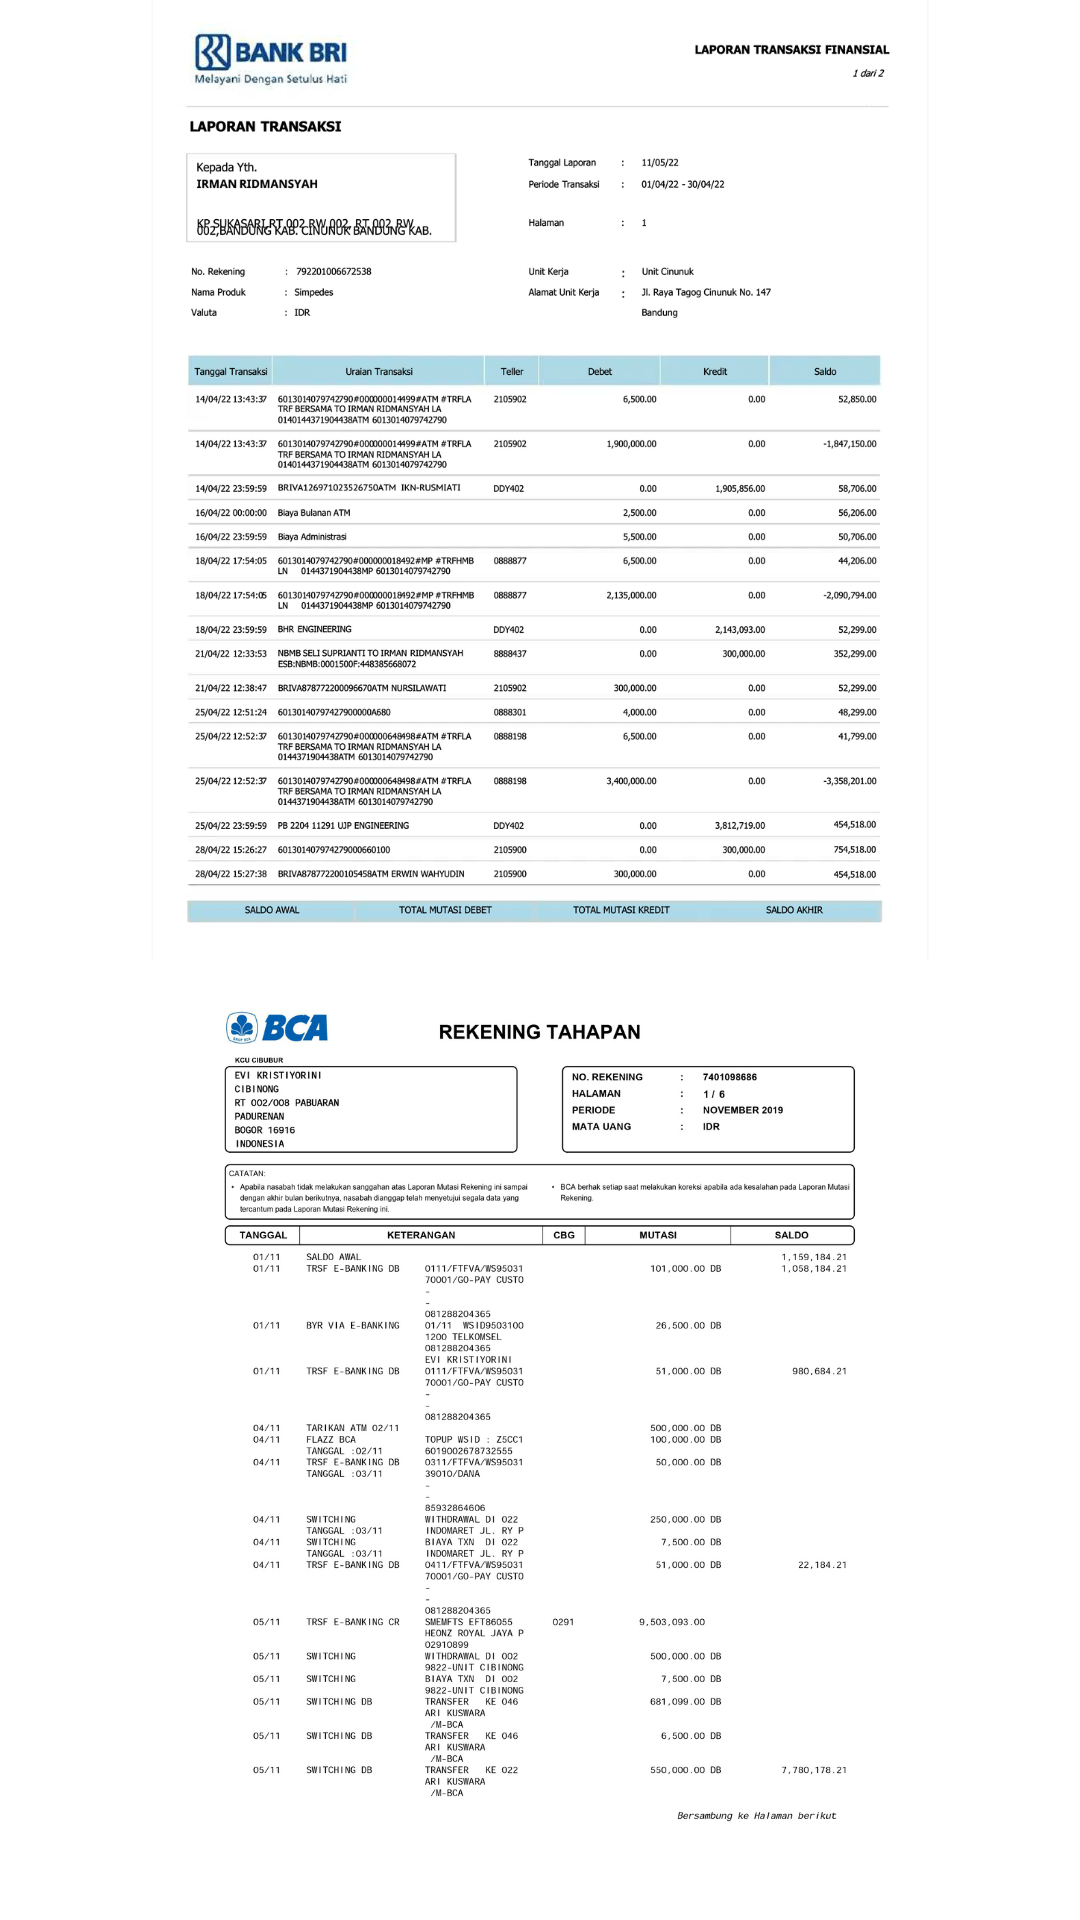 BANK BRI
Melayani Dengan Setulus Hati
LAPORAN TRANSAKSI FINANSIAL
1 dari 2
LAPORAN TRANSAKSI
Kepada Yth.
IRMAN RIDMANSYAH
KP SUKASARI RT 002 RW 002, RT 002 RW
002,BANDUNG KAB. CINUNUK BANDUNG KAB.
Tanggal Laporan : 11/05/22
Periode Transaksi : 01/04/22 - 30/04/22
Halaman : 1
No. Rekening : 792201006672538
Nama Produk : Simpedes
Valuta : IDR
Unit Kerja : Unit Cinunuk
Alamat Unit Kerja : Jl. Raya Tagog Cinunuk No. 147
Bandung
Tanggal Transaksi Uraian Transaksi Teller Debet Kredit Saldo
14/04/22 13:43:37 6013014079742790#000000014499#ATM #TRFLA 2105902 6,500.00 0.00 52,850.00
TRF BERSAMA TO IRMAN RIDMANSYAH LA
0140144371904438ATM 6013014079742790
14/04/22 13:43:37 6013014079742790#000000014499#ATM #TRFLA 2105902 1,900,000.00 0.00 -1,847,150.00
TRF BERSAMA TO IRMAN RIDMANSYAH LA
0140144371904438ATM 6013014079742790
14/04/22 23:59:59 BRIVA126971023526750ATM IKN-RUSMIATI DDY402 0.00 1,905,856.00 58,706.00
16/04/22 00:00:00 Biaya Bulanan ATM 2,500.00 0.00 56,206.00
16/04/22 23:59:59 Biaya Administrasi 5,500.00 0.00 50,706.00
18/04/22 17:54:05 6013014079742790#000000018492#MP #TRFHMB 0888877 6,500.00 0.00 44,206.00
LN 0144371904438MP 6013014079742790
18/04/22 17:54:05 6013014079742790#000000018492#MP #TRFHMB 0888877 2,135,000.00 0.00 -2,090,794.00
LN 0144371904438MP 6013014079742790
18/04/22 23:59:59 BHR ENGINEERING DDY402 0.00 2,143,093.00 52,299.00
21/04/22 12:33:53 NBMB SELI SUPRIANTI TO IRMAN RIDMANSYAH 8888437 0.00 300,000.00 352,299.00
ESB:NBMB:0001500F:448385668072
21/04/22 12:38:47 BRIVA878772200096670ATM NURSILAWATI 2105902 300,000.00 0.00 52,299.00
25/04/22 12:51:24 60130140797427900000A680 0888301 4,000.00 0.00 48,299.00
25/04/22 12:52:37 6013014079742790#000000648498#ATM #TRFLA 0888198 6,500.00 0.00 41,799.00
TRF BERSAMA TO IRMAN RIDMANSYAH LA
0144371904438ATM 6013014079742790
25/04/22 12:52:37 6013014079742790#000000648498#ATM #TRFLA 0888198 3,400,000.00 0.00 -3,358,201.00
TRF BERSAMA TO IRMAN RIDMANSYAH LA
0144371904438ATM 6013014079742790
25/04/22 23:59:59 PB 2204 11291 UJP ENGINEERING DDY402 0.00 3,812,719.00 454,518.00
28/04/22 15:26:27 601301407974279000660100 2105900 0.00 300,000.00 754,518.00
28/04/22 15:27:38 BRIVA878772200105458ATM ERWIN WAHYUDIN 2105900 300,000.00 0.00 454,518.00
SALDO AWAL TOTAL MUTASI DEBET TOTAL MUTASI KREDIT SALDO AKHIR
BCA
REKENING TAHAPAN
KCU CIBUBUR
EVI KRISTIYORINI
CIBINONG
RT 002/008 PABUARAN
PADURENAN
BOGOR 16916
INDONESIA
NO. REKENING : 7401098686
HALAMAN : 1 / 6
PERIODE : NOVEMBER 2019
MATA UANG : IDR
CATATAN:
• Apabila nasabah tidak melakukan sanggahan atas Laporan Mutasi Rekening ini sampai
dengan akhir bulan berikutnya, nasabah dianggap telah menyetujui segala data yang
tercantum pada Laporan Mutasi Rekening ini.
• BCA berhak setiap saat melakukan koreksi apabila ada kesalahan pada Laporan Mutasi
Rekening.
TANGGAL KETERANGAN CBG MUTASI SALDO
01/11 SALDO AWAL 1,159,184.21
01/11 TRSF E-BANKING DB 0111/FTFVA/WS95031 101,000.00 DB 1,058,184.21
70001/GO-PAY CUSTO
-
-
081288204365
01/11 BYR VIA E-BANKING 01/11 WSID9503100 26,500.00 DB
1200 TELKOMSEL
081288204365
EVI KRISTIYORINI
01/11 TRSF E-BANKING DB 0111/FTFVA/WS95031 51,000.00 DB 980,684.21
70001/GO-PAY CUSTO
-
-
081288204365
04/11 TARIKAN ATM 02/11 500,000.00 DB
04/11 FLAZZ BCA TOPUP WSID : Z5CC1 100,000.00 DB
TANGGAL :02/11 6019002678732555
04/11 TRSF E-BANKING DB 0311/FTFVA/WS95031 50,000.00 DB
TANGGAL :03/11 39010/DANA
-
-
85932864606
04/11 SWITCHING WITHDRAWAL DI 022 250,000.00 DB
TANGGAL :03/11 INDOMARET JL. RY P
04/11 SWITCHING BIAYA TXN DI 022 7,500.00 DB
TANGGAL :03/11 INDOMARET JL. RY P
04/11 TRSF E-BANKING DB 0411/FTFVA/WS95031 51,000.00 DB 22,184.21
70001/GO-PAY CUSTO
-
-
081288204365
05/11 TRSF E-BANKING CR SMEMFTS EFT86055 0291 9,503,093.00
HEONZ ROYAL JAYA P
02910899
05/11 SWITCHING WITHDRAWAL DI 002 500,000.00 DB
9822-UNIT CIBINONG
05/11 SWITCHING BIAYA TXN DI 002 7,500.00 DB
9822-UNIT CIBINONG
05/11 SWITCHING DB TRANSFER KE 046 681,099.00 DB
ARI KUSWARA
/M-BCA
05/11 SWITCHING DB TRANSFER KE 046 6,500.00 DB
ARI KUSWARA
/M-BCA
05/11 SWITCHING DB TRANSFER KE 022 550,000.00 DB 7,780,178.21
ARI KUSWARA
/M-BCA
Bersambung ke Halaman berikut